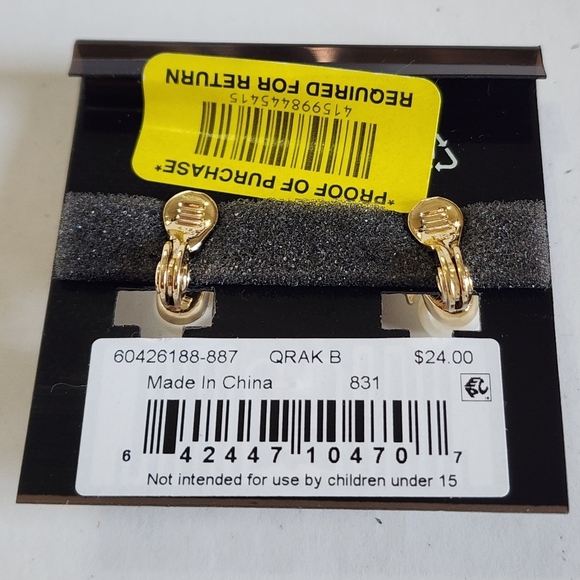 REQUIRED FOR RETURN
415998445415
*PROOF OF PURCHASE*
60426188-887 QRAK B $24.00
Made In China 831
6 42447 10470 7
Not intended for use by children under 15